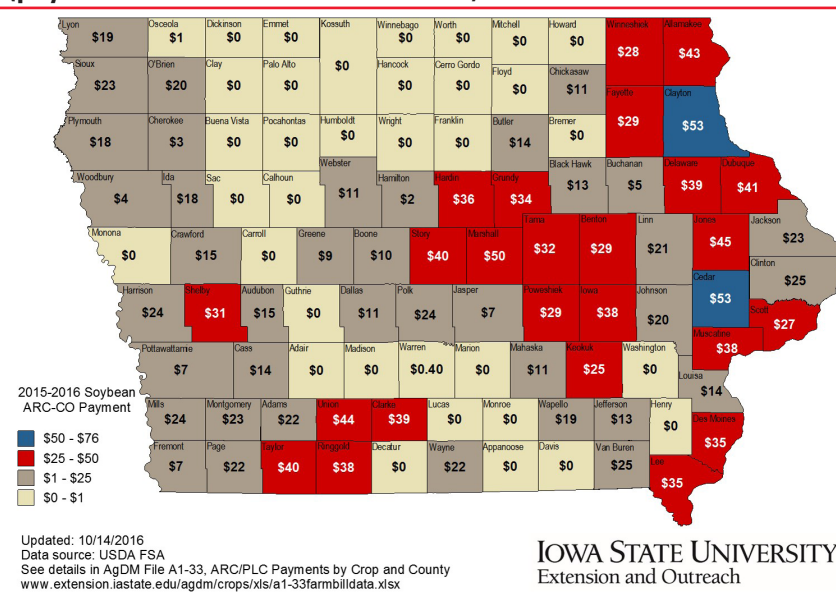 Lyon Osceola Dickinson Emmet Kossuth Winnebago Worth Mitchell Howard Winneshiek Allamakee
$19 $1 $0 $0 $0 $0 $0 $0 $0 $28 $43
Sioux O'Brien Clay Palo Alto Hancock Cerro Gordo Floyd Chickasaw Fayette Clayton
$23 $20 $0 $0 $0 $0 $0 $11 $29 $53
Plymouth Cherokee Buena Vista Pocahontas Humboldt Wright Franklin Butler Bremer
$18 $3 $0 $0 $0 $0 $0 $14 $0
Woodbury Ida Sac Calhoun Webster Hamilton Hardin Grundy Black Hawk Buchanan Delaware Dubuque
$4 $18 $0 $0 $11 $2 $36 $34 $13 $5 $39 $41
Monona Crawford Carroll Greene Boone Story Marshall Tama Benton Linn Jones Jackson
$0 $15 $0 $9 $10 $40 $50 $32 $29 $21 $45 $23
Harrison Shelby Audubon Guthrie Dallas Polk Jasper Poweshiek Iowa Johnson Cedar Clinton
$24 $31 $15 $0 $11 $24 $7 $29 $38 $20 $53 $25
Scott
$27
Pottawattamie Cass Adair Madison Warren Marion Mahaska Keokuk Washington Muscatine
$7 $14 $0 $0 $0.40 $0 $11 $25 $0 $38
Louisa
$14
Mills Montgomery Adams Union Clarke Lucas Monroe Wapello Jefferson Henry Des Moines
$24 $23 $22 $44 $39 $0 $0 $19 $13 $0 $35
Fremont Page Taylor Ringgold Decatur Wayne Appanoose Davis Van Buren Lee
$7 $22 $40 $38 $0 $22 $0 $0 $25 $35
2015-2016 Soybean
ARC-CO Payment
$50 - $76
$25 - $50
$1 - $25
$0 - $1
Updated: 10/14/2016
Data source: USDA FSA
See details in AgDM File A1-33, ARC/PLC Payments by Crop and County
www.extension.iastate.edu/agdm/crops/xls/a1-33farmbilldata.xlsx
IOWA STATE UNIVERSITY
Extension and Outreach